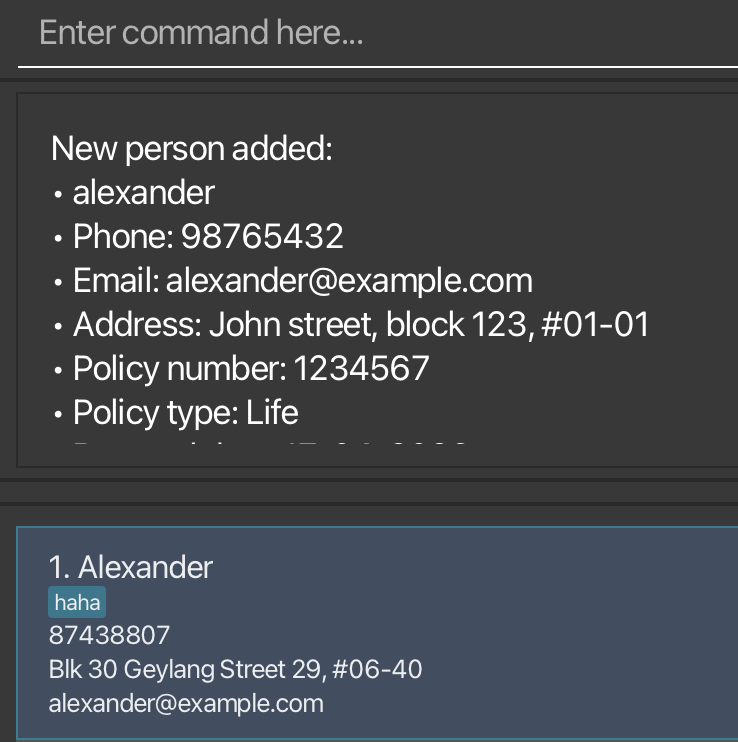 Enter command here...
New person added:
• alexander
• Phone: 98765432
• Email: alexander@example.com
• Address: John street, block 123, #01-01
• Policy number: 1234567
• Policy type: Life
1. Alexander
haha
87438807
Blk 30 Geylang Street 29, #06-40
alexander@example.com